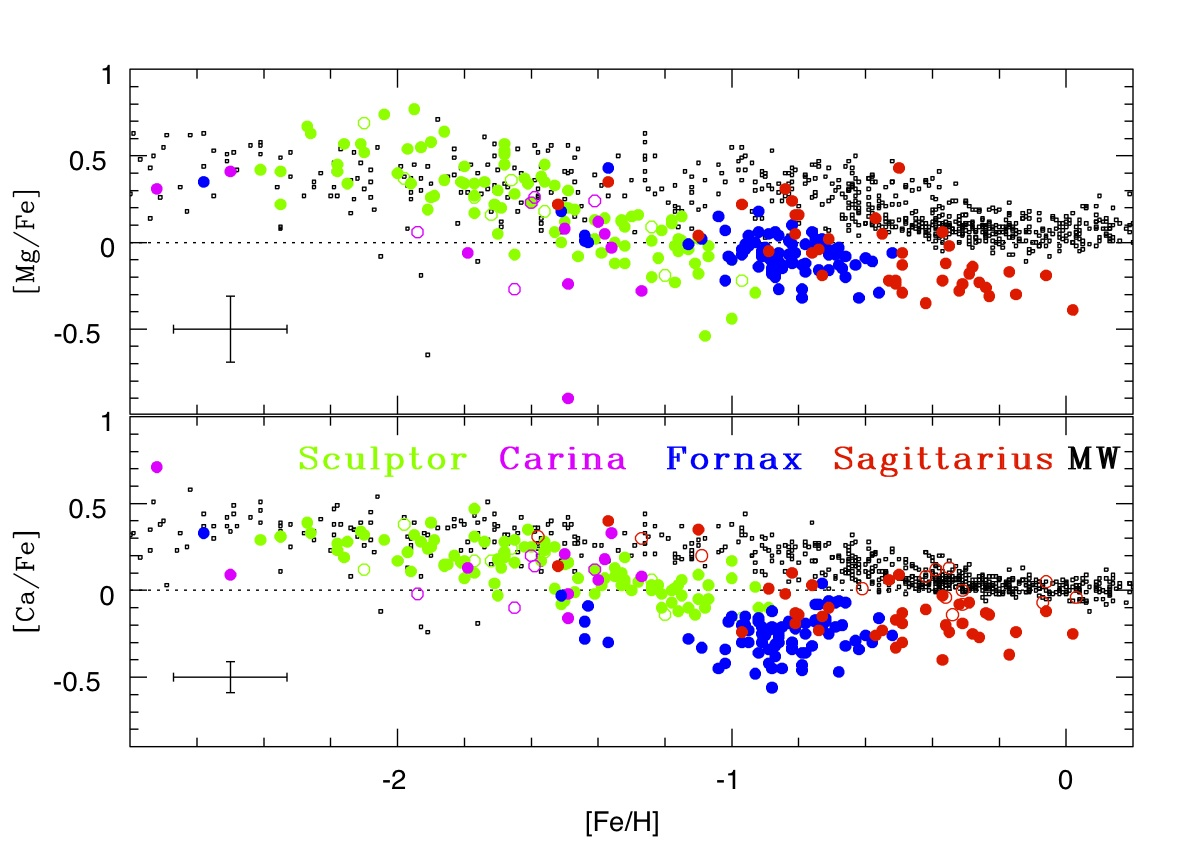 1
0.5
0
-0.5
[Mg/Fe]
1
Sculptor Carina Fornax Sagittarius MW
0.5
0
-0.5
[Ca/Fe]
-2 -1 0
[Fe/H]